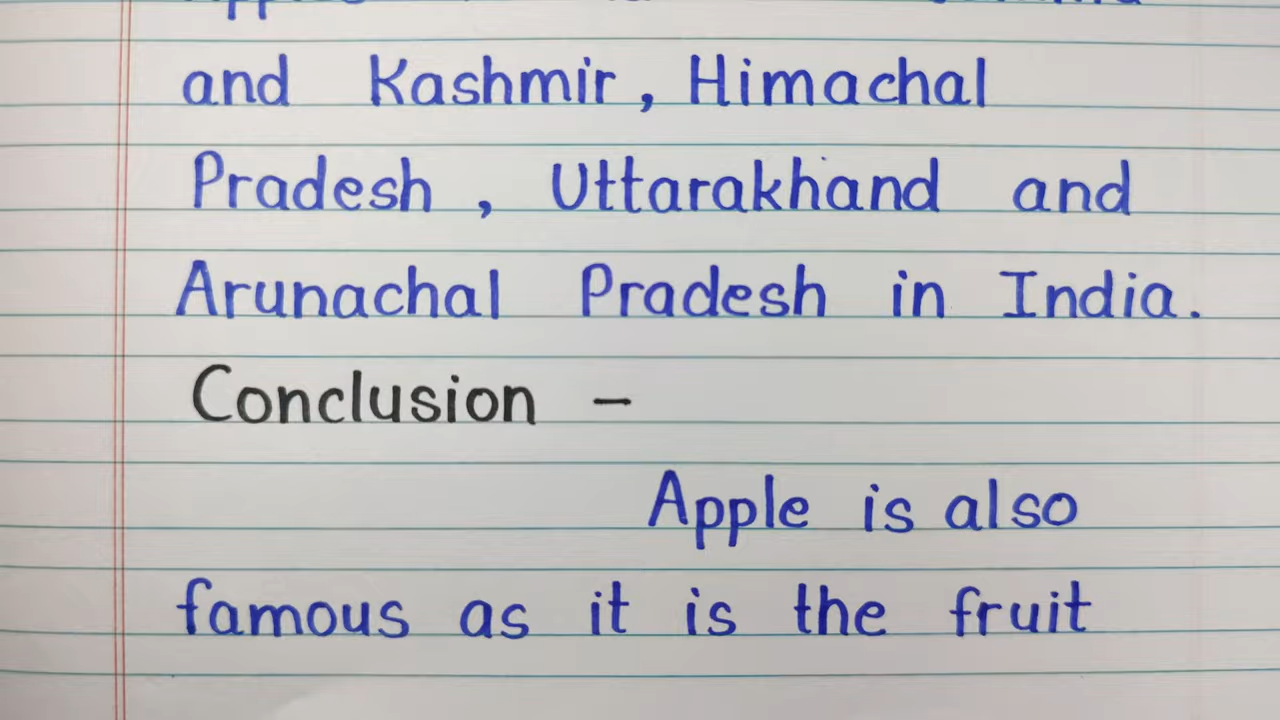 and Kashmir, Himachal
Pradesh, Uttarakhand and
Arunachal Pradesh in India.
Conclusion -
Apple is also
famous as it is the fruit